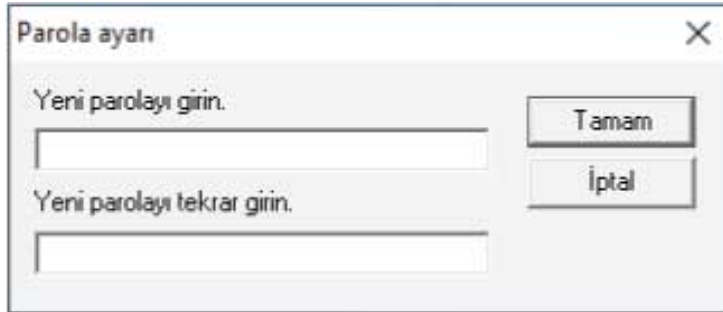 Parola ayarı
Yeni parolayı girin.
Tamam
İptal
Yeni parolayı tekrar girin.